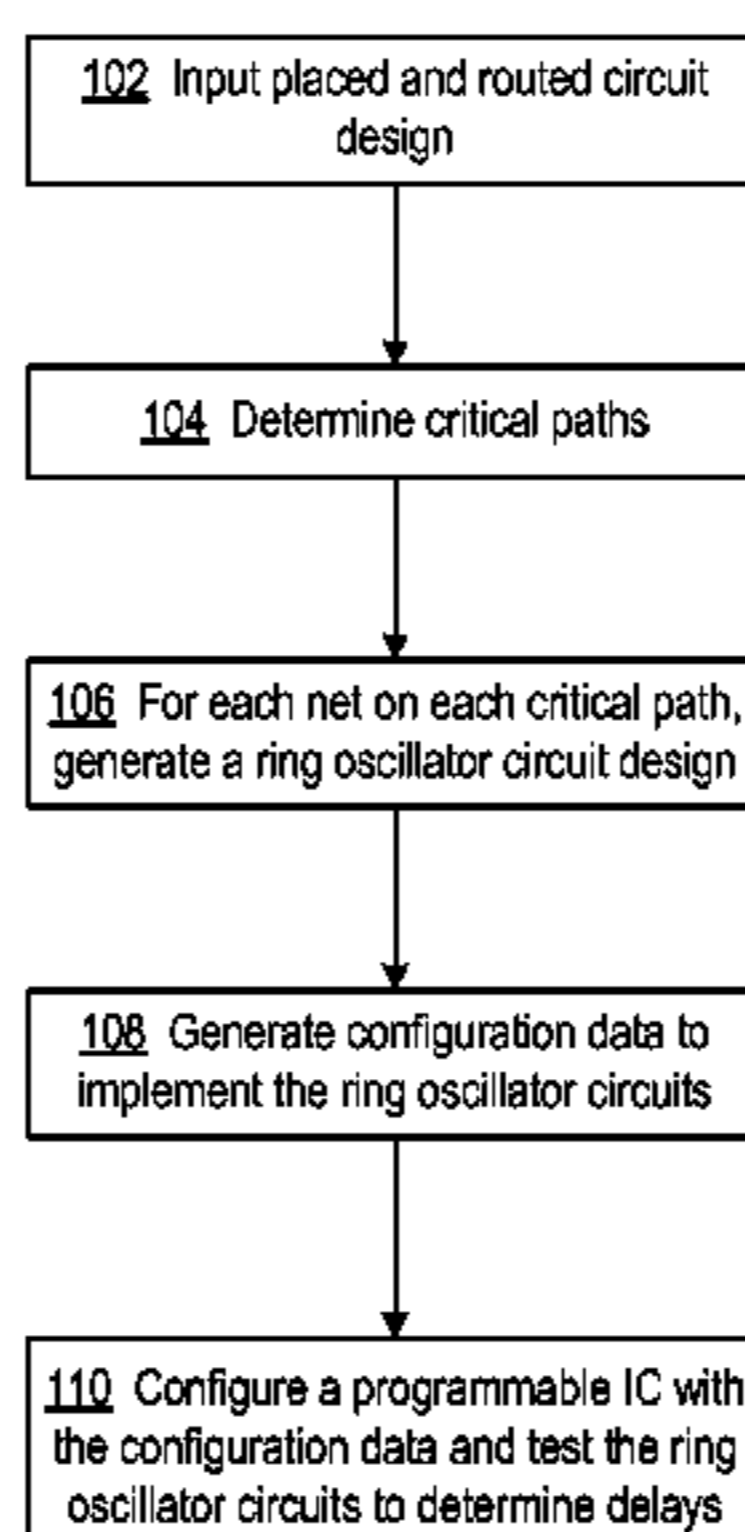 102 Input placed and routed circuit
design
104 Determine critical paths
106 For each net on each critical path,
generate a ring oscillator circuit design
108 Generate configuration data to
implement the ring oscillator circuits
110 Configure a programmable IC with
the configuration data and test the ring
oscillator circuits to determine delays